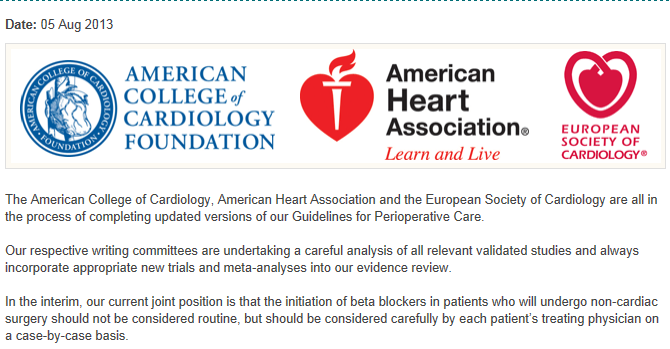 Date: 05 Aug 2013
AMERICAN COLLEGE OF CARDIOLOGY · FOUNDATION ·
AMERICAN
COLLEGE of
CARDIOLOGY
FOUNDATION
American
Heart
Association®
Learn and Live
EUROPEAN
SOCIETY OF
CARDIOLOGY®
The American College of Cardiology, American Heart Association and the European Society of Cardiology are all in
the process of completing updated versions of our Guidelines for Perioperative Care.
Our respective writing committees are undertaking a careful analysis of all relevant validated studies and always
incorporate appropriate new trials and meta-analyses into our evidence review.
In the interim, our current joint position is that the initiation of beta blockers in patients who will undergo non-cardiac
surgery should not be considered routine, but should be considered carefully by each patient's treating physician on
a case-by-case basis.